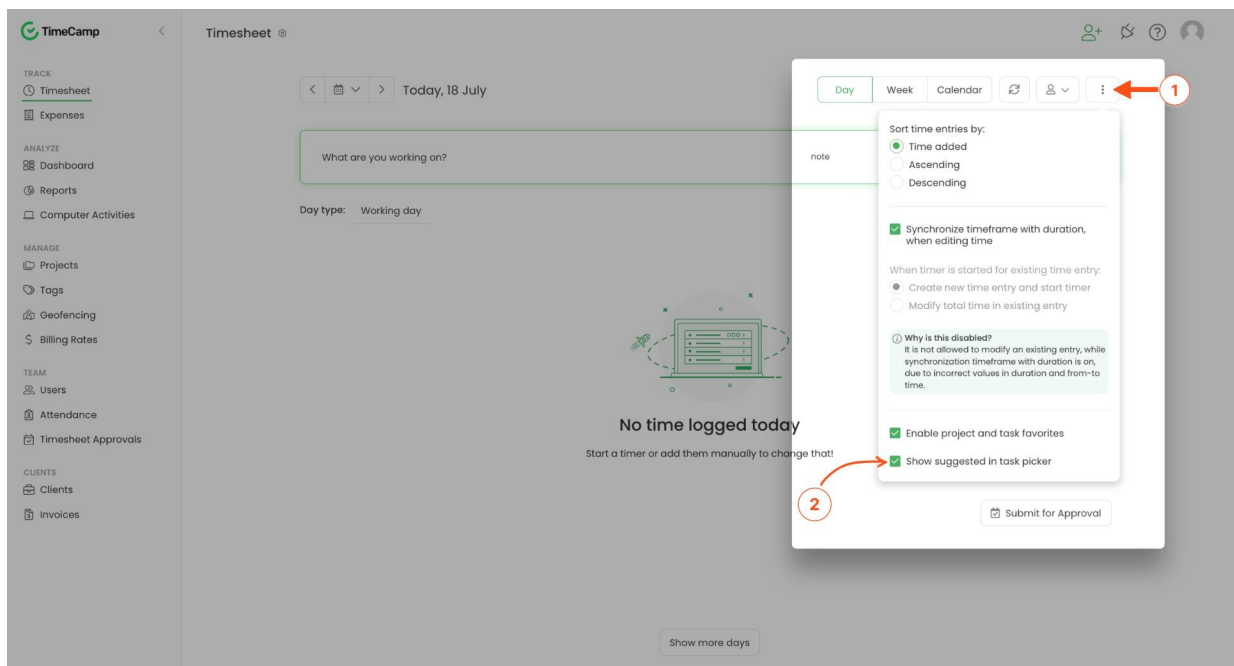 TimeCamp
Timesheet
TRACK
Timesheet
Expenses
ANALYZE
Dashboard
Reports
Computer Activities
MANAGE
Projects
Tags
Geofencing
Billing Rates
TEAM
Users
Attendance
Timesheet Approvals
CLIENTS
Clients
Invoices
Today, 18 July
Day Week Calendar
1
What are you working on? note
Day type: Working day
Sort time entries by:
Time added
Ascending
Descending
Synchronize timeframe with duration,
when editing time
When timer is started for existing time entry:
Create new time entry and start timer
Modify total time in existing entry
Why is this disabled?
It is not allowed to modify an existing entry, while
synchronization timeframe with duration is on,
due to incorrect values in duration and from-to
time.
Enable project and task favorites
Show suggested in task picker
2
No time logged today
Start a timer or add them manually to change that!
Submit for Approval
Show more days